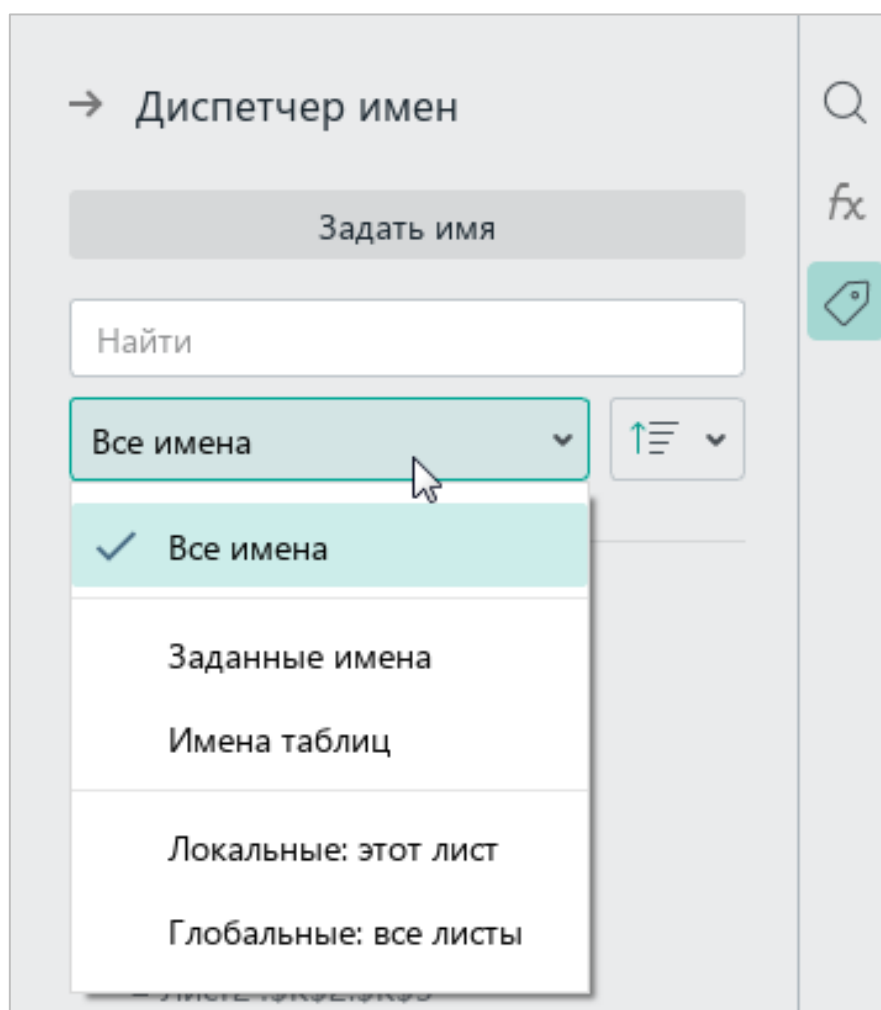 Диспетчер имен
Задать имя
Найти
Все имена
Все имена
Заданные имена
Имена таблиц
Локальные: этот лист
Глобальные: все листы